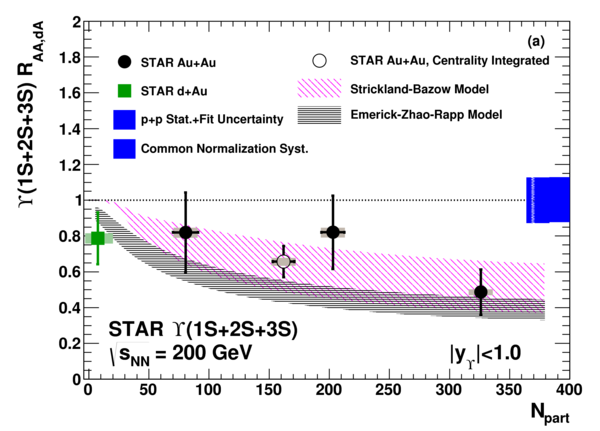 (a)
STAR Au+Au
STAR Au+Au, Centrality Integrated
STAR d+Au
Strickland-Bazow Model
p+p Stat.+Fit Uncertainty
Emerick-Zhao-Rapp Model
Common Normalization Syst.
ϒ(1S+2S+3S) R_AA,dA
2
1.8
1.6
1.4
1.2
1
0.8
0.6
0.4
0.2
0
STAR ϒ(1S+2S+3S)
√s_NN = 200 GeV
|y_ϒ|<1.0
0 50 100 150 200 250 300 350 400
N_part